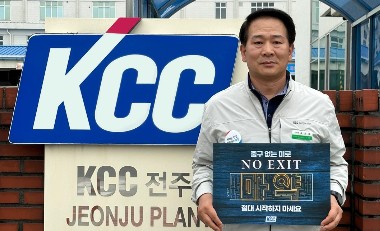 KCC
KCC 전주
JEONJU PLAN
출구 없는 미로
NO EXIT
마약
절대 시작하지 마세요